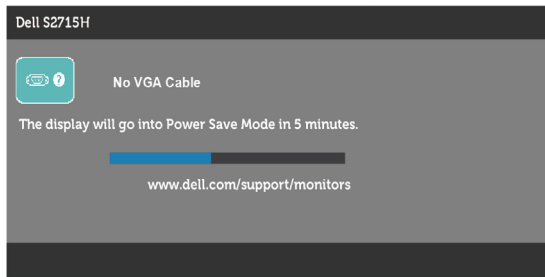 Dell S2715H
No VGA Cable
The display will go into Power Save Mode in 5 minutes.
www.dell.com/support/monitors